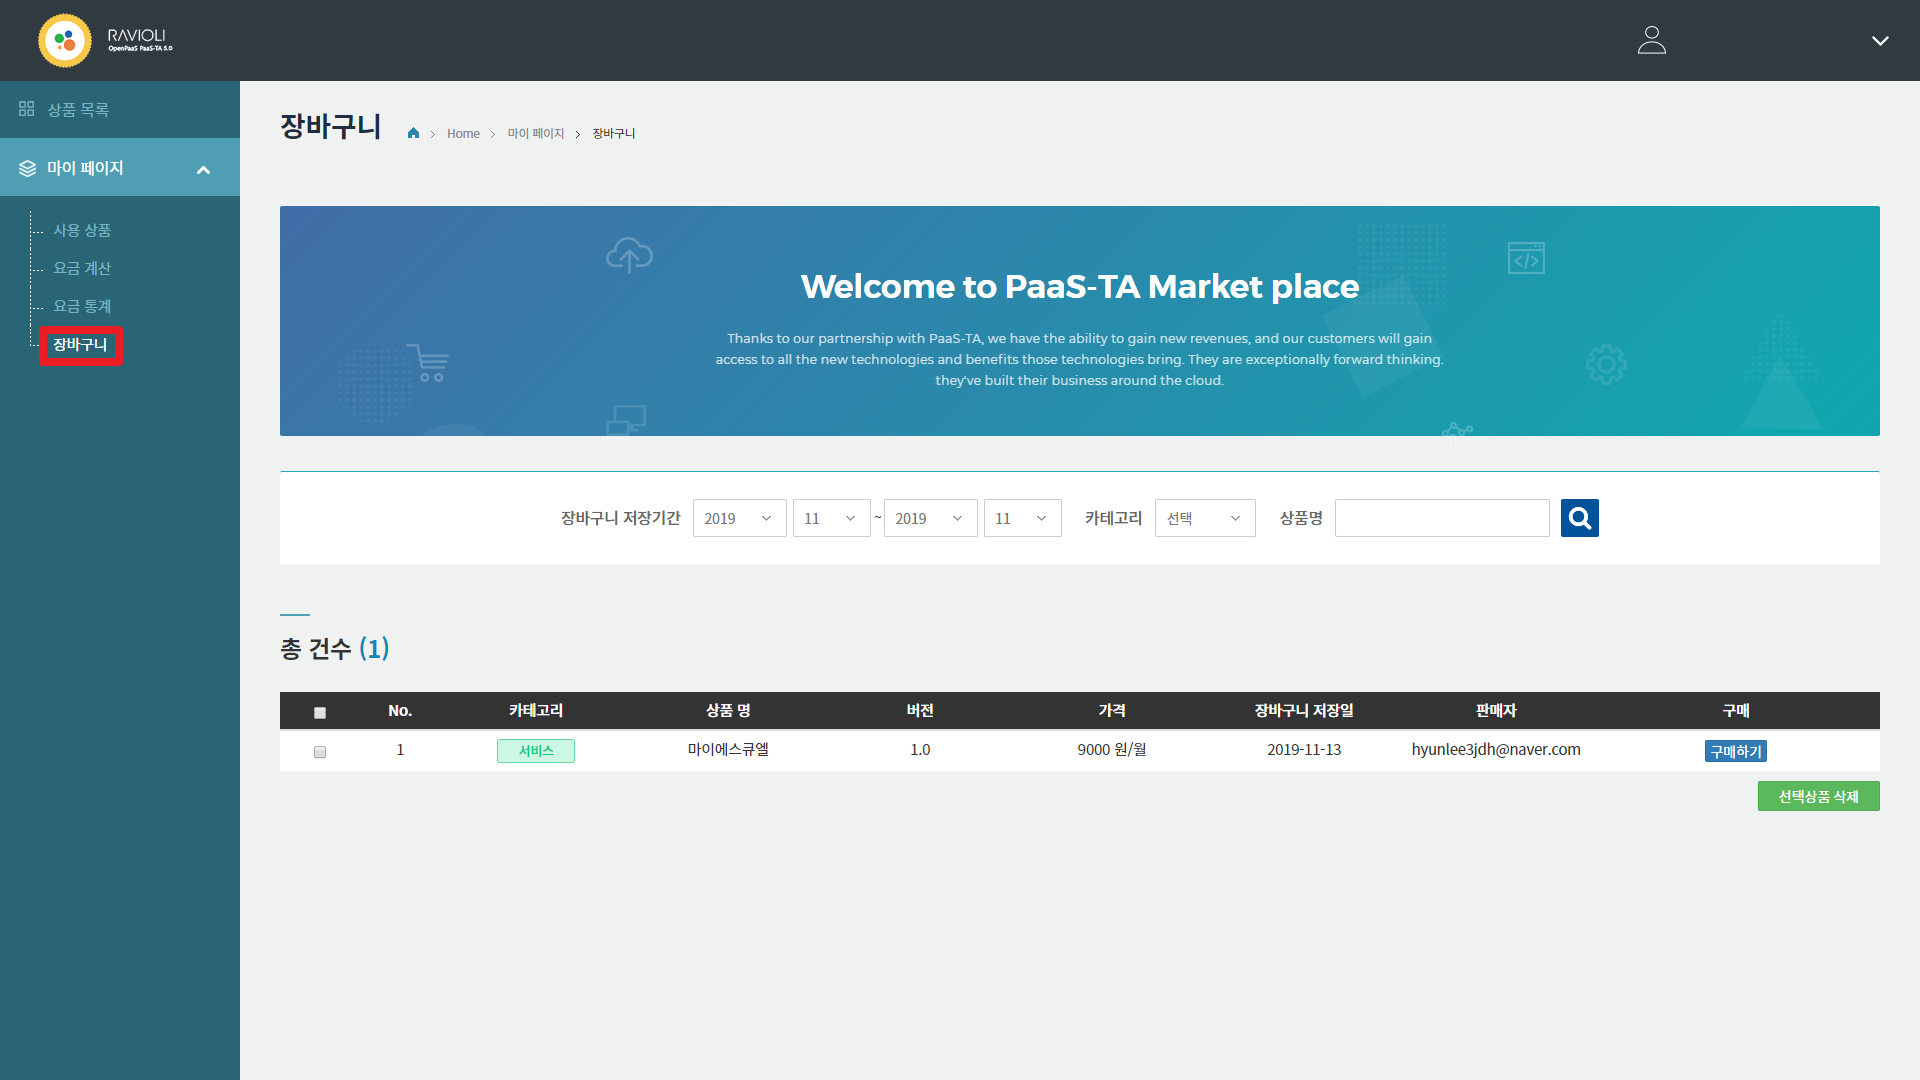 RAVIOLI
OpenPaaS PaaS-TA 5.0
상품 목록
마이 페이지
사용 상품
요금 계산
요금 통계
장바구니
장바구니
Home
마이 페이지
장바구니
Welcome to PaaS-TA Market place
Thanks to our partnership with PaaS-TA, we have the ability to gain new revenues, and our customers will gain
access to all the new technologies and benefits those technologies bring. They are exceptionally forward thinking.
they've built their business around the cloud.
장바구니 저장기간 2019 11 ~ 2019 11 카테고리 선택 상품명
총 건수 (1)
No. 카테고리 상품 명 버전 가격 장바구니 저장일 판매자 구매
1 서비스 마이에스큐엘 1.0 9000 원/월 2019-11-13 hyunlee3jdh@naver.com 구매하기
선택상품 삭제